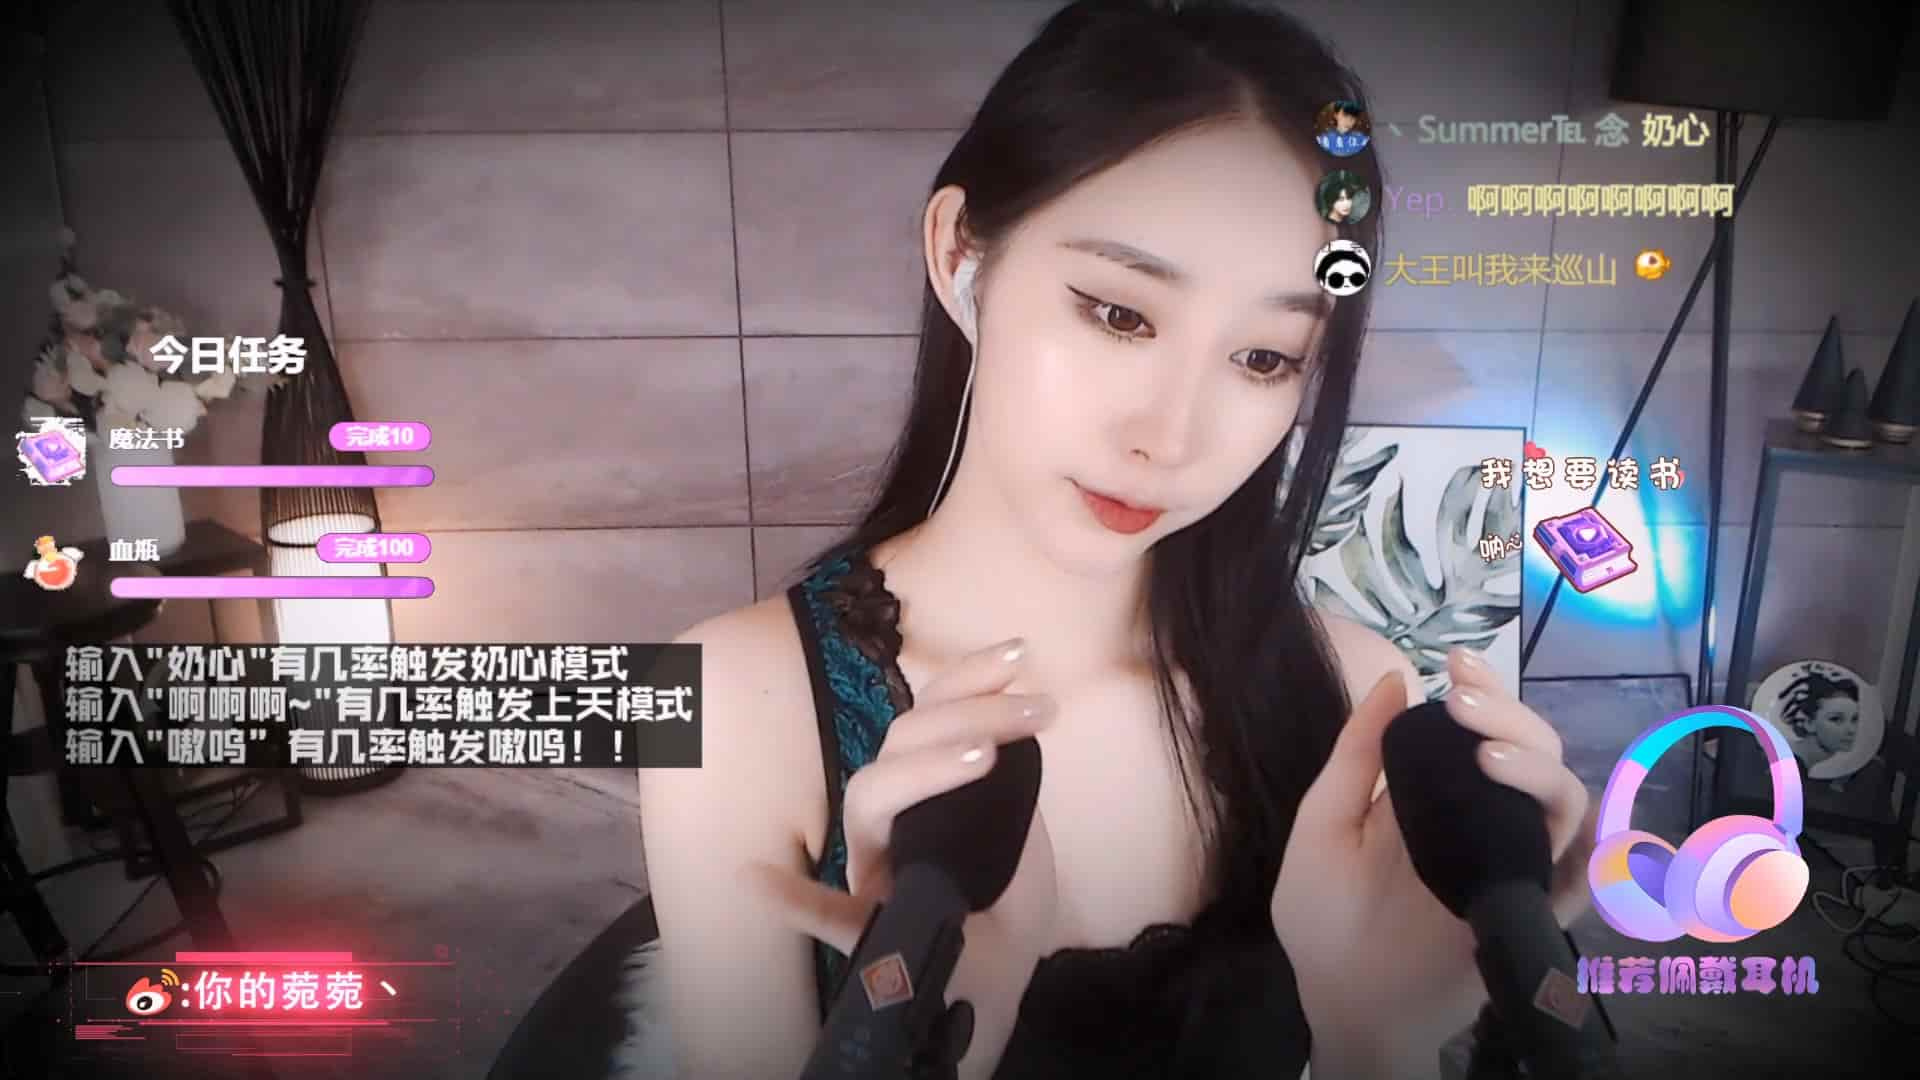 丶SummerTEL 念 奶心
Yep. 啊啊啊啊啊啊啊啊
大王叫我来巡山
今日任务
魔法书 完成10
血瓶 完成100
我想要读书
呐~
输入"奶心"有几率触发奶心模式
输入"啊啊啊~"有几率触发上天模式
输入"嗷呜" 有几率触发嗷呜！！
:你的菀菀丶
推荐佩戴耳机